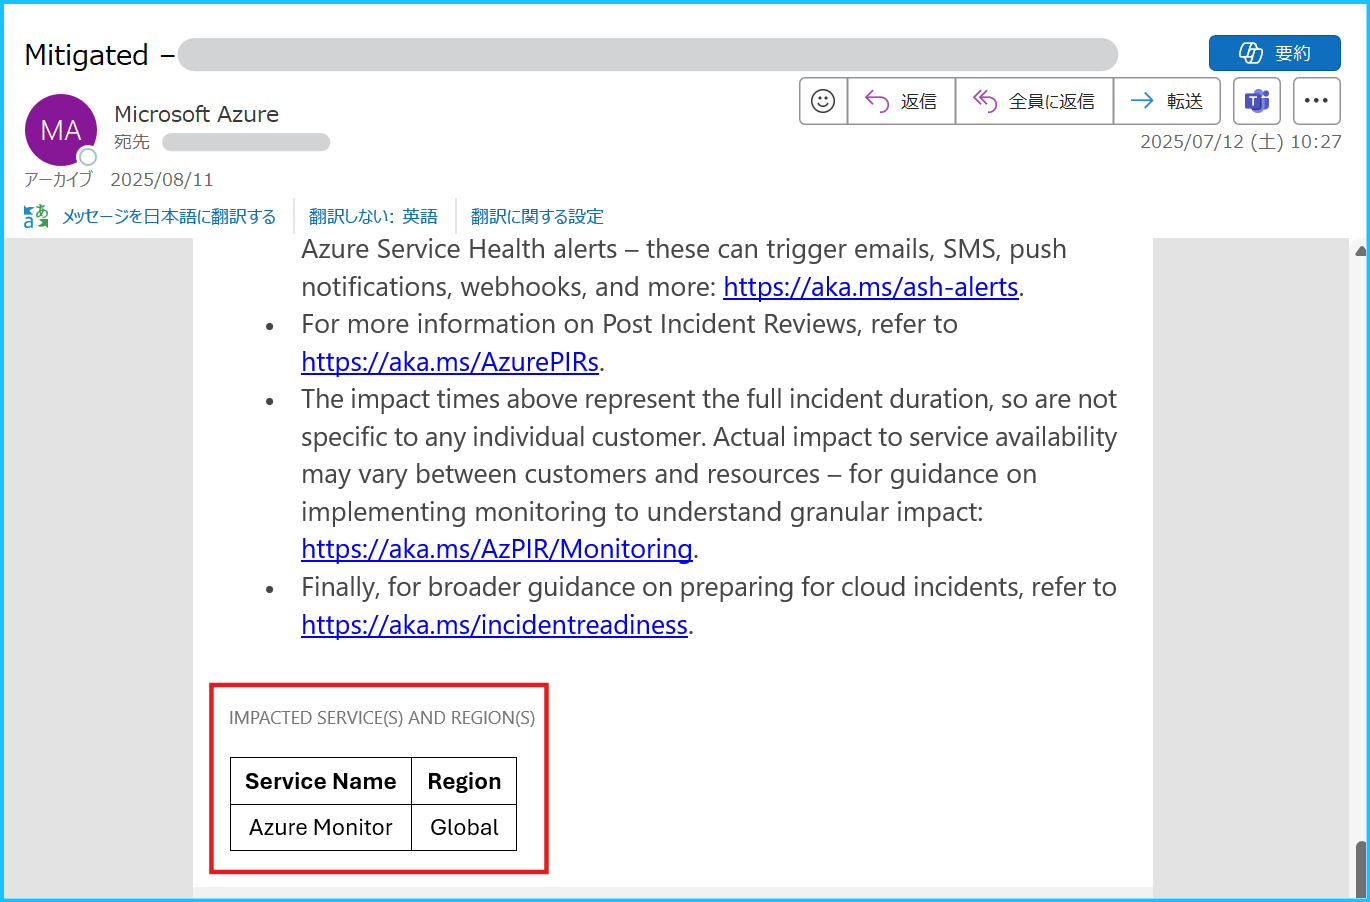 Mitigated –
要約
MA
Microsoft Azure
宛先
返信
全員に返信
転送
2025/07/12 (土) 10:27
アーカイブ 2025/08/11
メッセージを日本語に翻訳する
翻訳しない: 英語
翻訳に関する設定
Azure Service Health alerts – these can trigger emails, SMS, push
notifications, webhooks, and more: https://aka.ms/ash-alerts.
• For more information on Post Incident Reviews, refer to
https://aka.ms/AzurePIRs.
• The impact times above represent the full incident duration, so are not
specific to any individual customer. Actual impact to service availability
may vary between customers and resources – for guidance on
implementing monitoring to understand granular impact:
https://aka.ms/AzPIR/Monitoring.
• Finally, for broader guidance on preparing for cloud incidents, refer to
https://aka.ms/incidentreadiness.
IMPACTED SERVICE(S) AND REGION(S)
Service Name Region
Azure Monitor Global